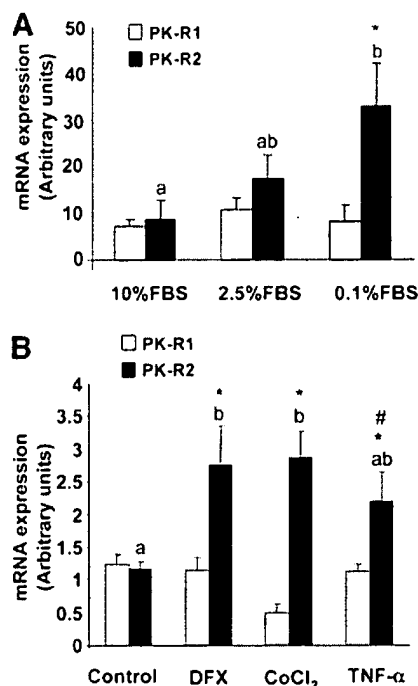 A
PK-R1
PK-R2
mRNA expression
(Arbitrary units)
50
40
30
20
10
0
a
ab
*
b
10%FBS 2.5%FBS 0.1%FBS
B
PK-R1
PK-R2
mRNA expression
(Arbitrary units)
4
3.5
3
2.5
2
1.5
1
0.5
0
a
*
b
*
b
#
*
ab
Control DFX CoCl₂ TNF-α